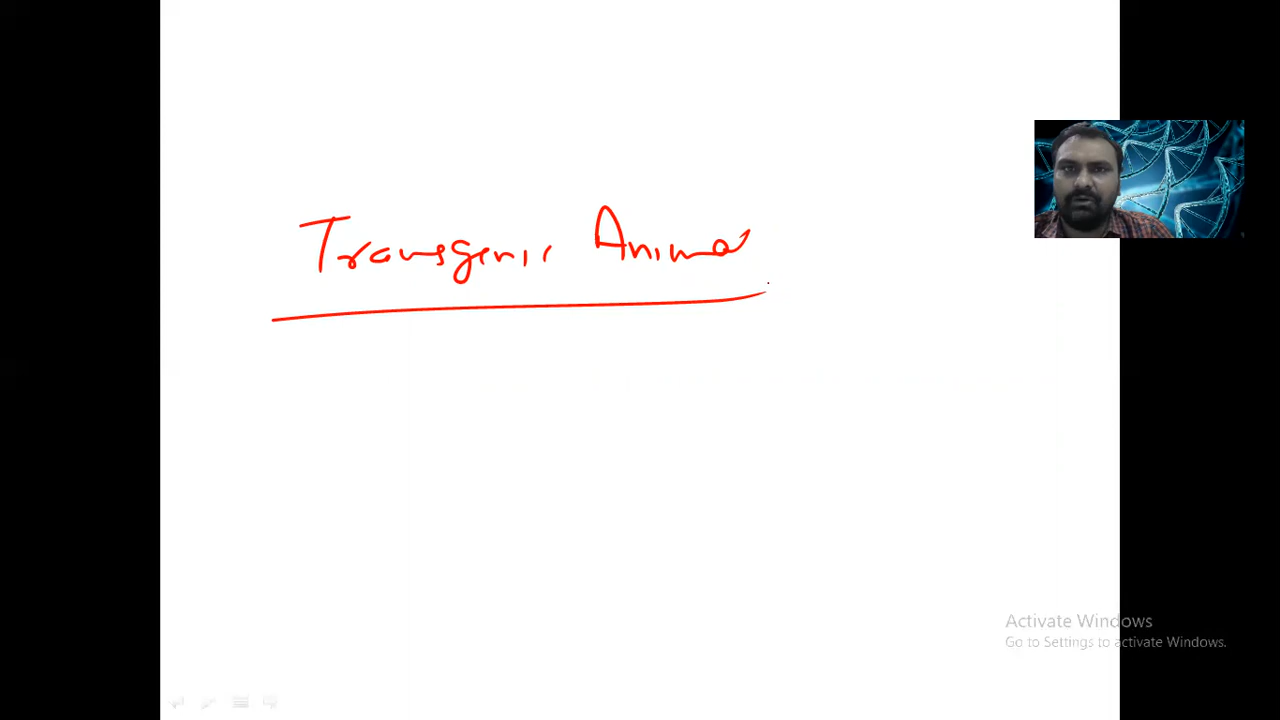 Transgenic Animal
Activate Windows
Go to Settings to activate Windows.